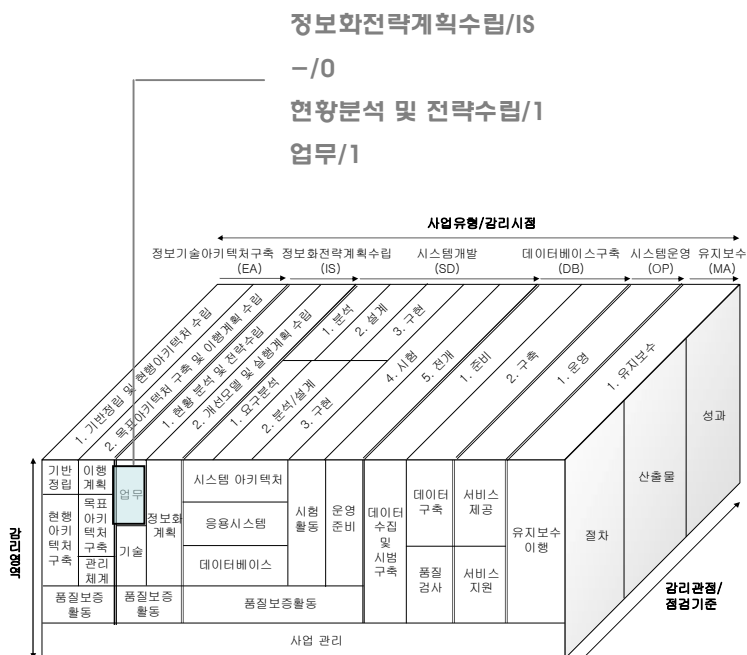 정보화전략계획수립/IS
–/0
현황분석 및 전략수립/1
업무/1
사업유형/감리시점
정보기술아키텍처구축
(EA)
정보화전략계획수립
(IS)
시스템개발
(SD)
데이터베이스구축
(DB)
시스템운영
(OP)
유지보수
(MA)
1. 기반정립 및 현행아키텍처 수립
2. 목표아키텍처 구축 및 이행계획 수립
1. 현황 분석 및 전략수립
2. 개선모델 및 실행계획 수립
1. 분석
2. 설계
3. 구현
1. 요구분석
2. 분석/설계
3. 구현
4. 시험
5. 전개
1. 준비
2. 구축
1. 운영
1. 유지보수
감리영역
기반
정립
이행
계획
현행
아키
텍처
구축
목표
아키
텍처
구축
관리
체계
업무
기술
정보화
계획
시스템 아키텍처
응용시스템
데이터베이스
시험
활동
운영
준비
데이터
수집
및
시범
구축
데이터
구축
품질
검사
서비스
제공
서비스
지원
유지보수
이행
품질보증
활동
품질보증
활동
품질보증활동
사업 관리
절차
산출물
성과
감리관점/
점검기준